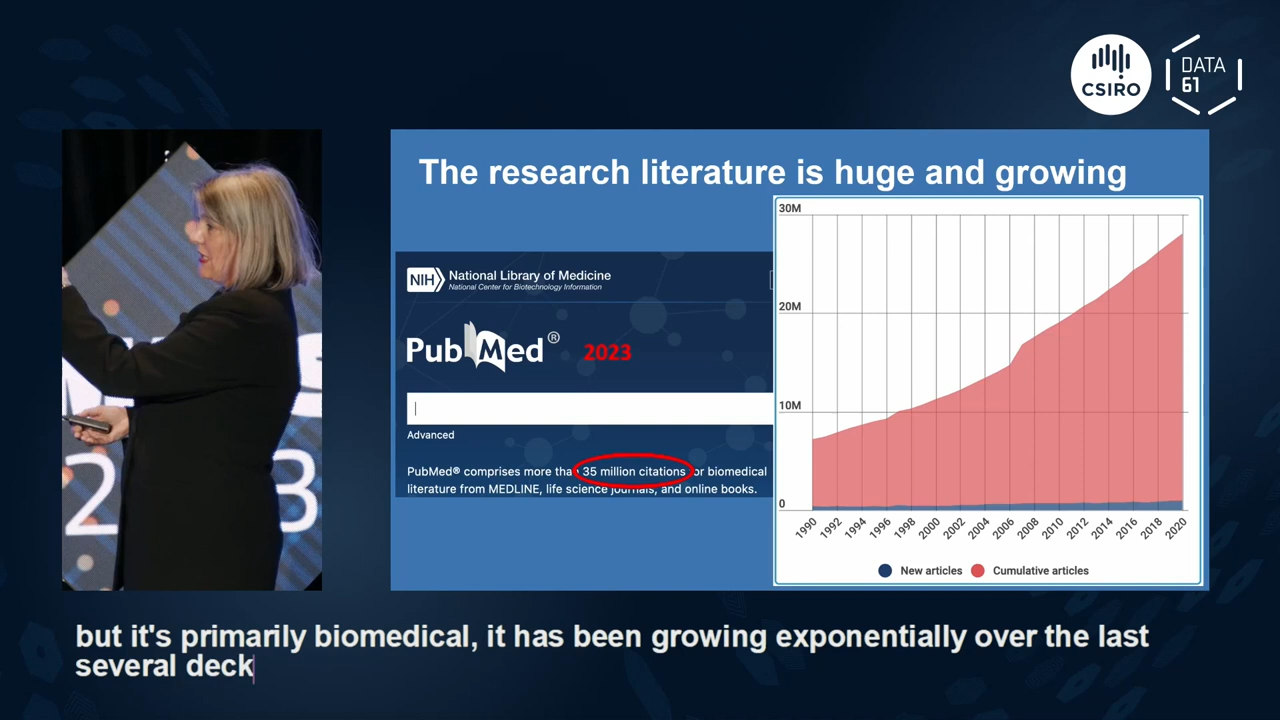 CSIRO
DATA
61
The research literature is huge and growing
NIH National Library of Medicine
National Center for Biotechnology Information
PubMed® 2023
Advanced
PubMed® comprises more than 35 million citations for biomedical
literature from MEDLINE, life science journals, and online books.
30M
20M
10M
0
1990 1992 1994 1996 1998 2000 2002 2004 2006 2008 2010 2012 2014 2016 2018 2020
New articles Cumulative articles
2 3
but it's primarily biomedical, it has been growing exponentially over the last
several deck